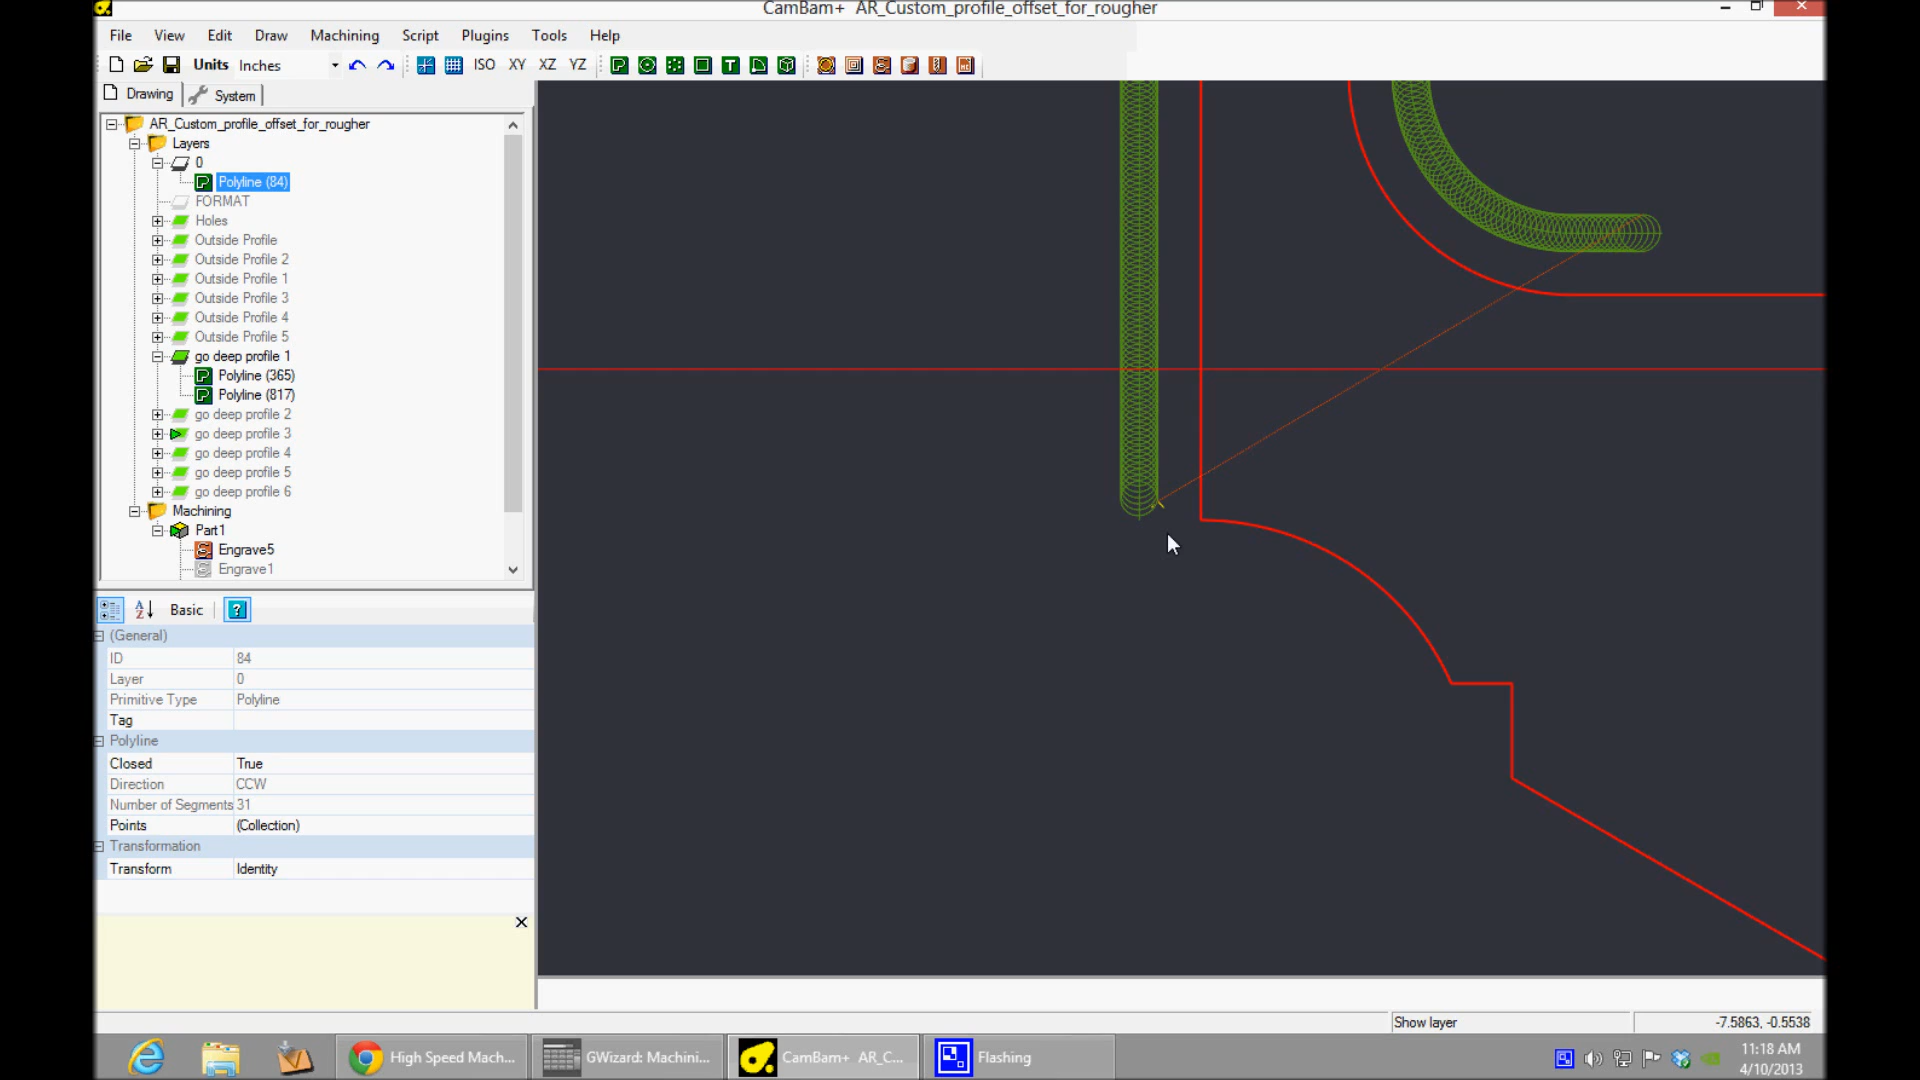 CamBam+ AR_Custom_profile_offset_for_rougher
File View Edit Draw Machining Script Plugins Tools Help
Units Inches ISO XY XZ YZ
Drawing System
AR_Custom_profile_offset_for_rougher
Layers
0
Polyline (84)
FORMAT
Holes
Outside Profile
Outside Profile 2
Outside Profile 1
Outside Profile 3
Outside Profile 4
Outside Profile 5
go deep profile 1
Polyline (365)
Polyline (817)
go deep profile 2
go deep profile 3
go deep profile 4
go deep profile 5
go deep profile 6
Machining
Part1
Engrave5
Engrave1
Basic
(General)
ID 84
Layer 0
Primitive Type Polyline
Tag
Polyline
Closed True
Direction CCW
Number of Segments 31
Points (Collection)
Transformation
Transform Identity
Show layer -7.5863, -0.5538
High Speed Mach... GWizard: Machini... CamBam+ AR_C... Flashing
11:18 AM
4/10/2013